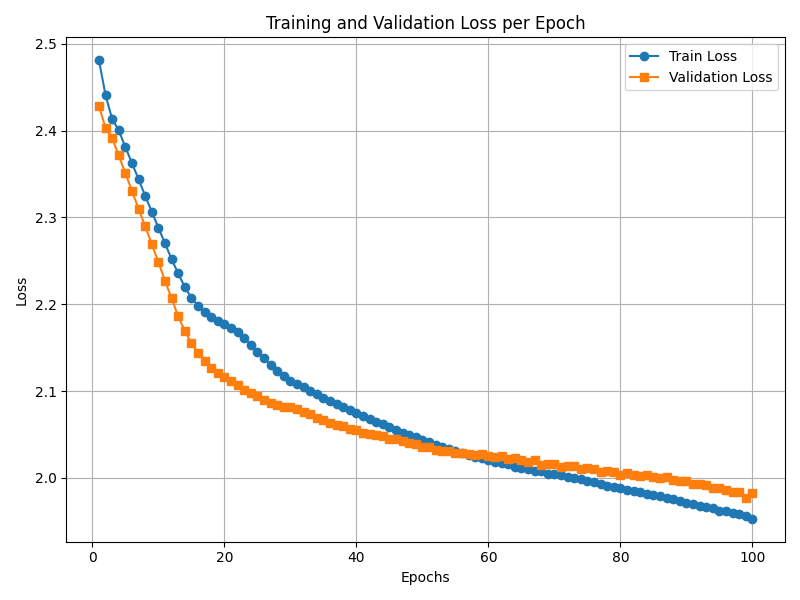 Training and Validation Loss per Epoch
Train Loss
Validation Loss
2.5
2.4
2.3
2.2
2.1
2.0
Loss
0 20 40 60 80 100
Epochs